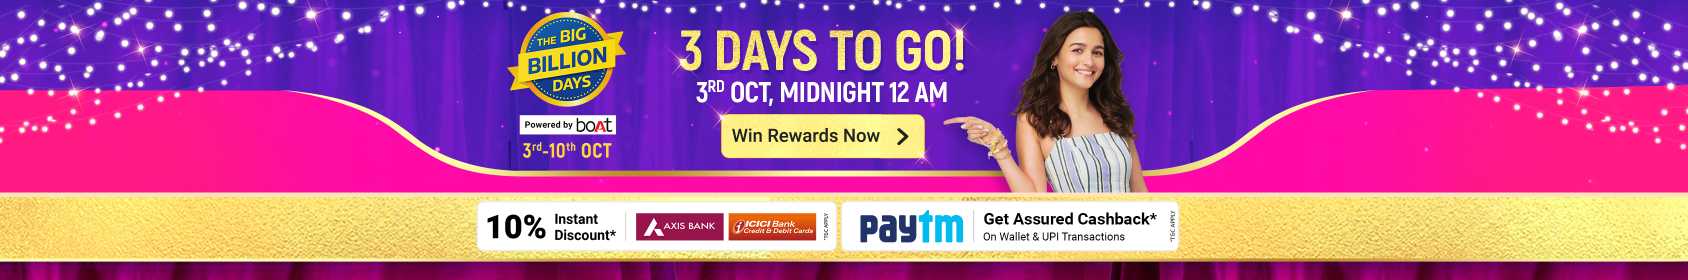 THE BIG
BILLION
DAYS
Powered by boAt
3rd-10th OCT
3 DAYS TO GO!
3RD OCT, MIDNIGHT 12 AM
Win Rewards Now
10% Instant
Discount*
AXIS BANK
ICICI Bank
Credit & Debit Cards
*T&C APPLY
paytm
Get Assured Cashback*
On Wallet & UPI Transactions
*T&C APPLY